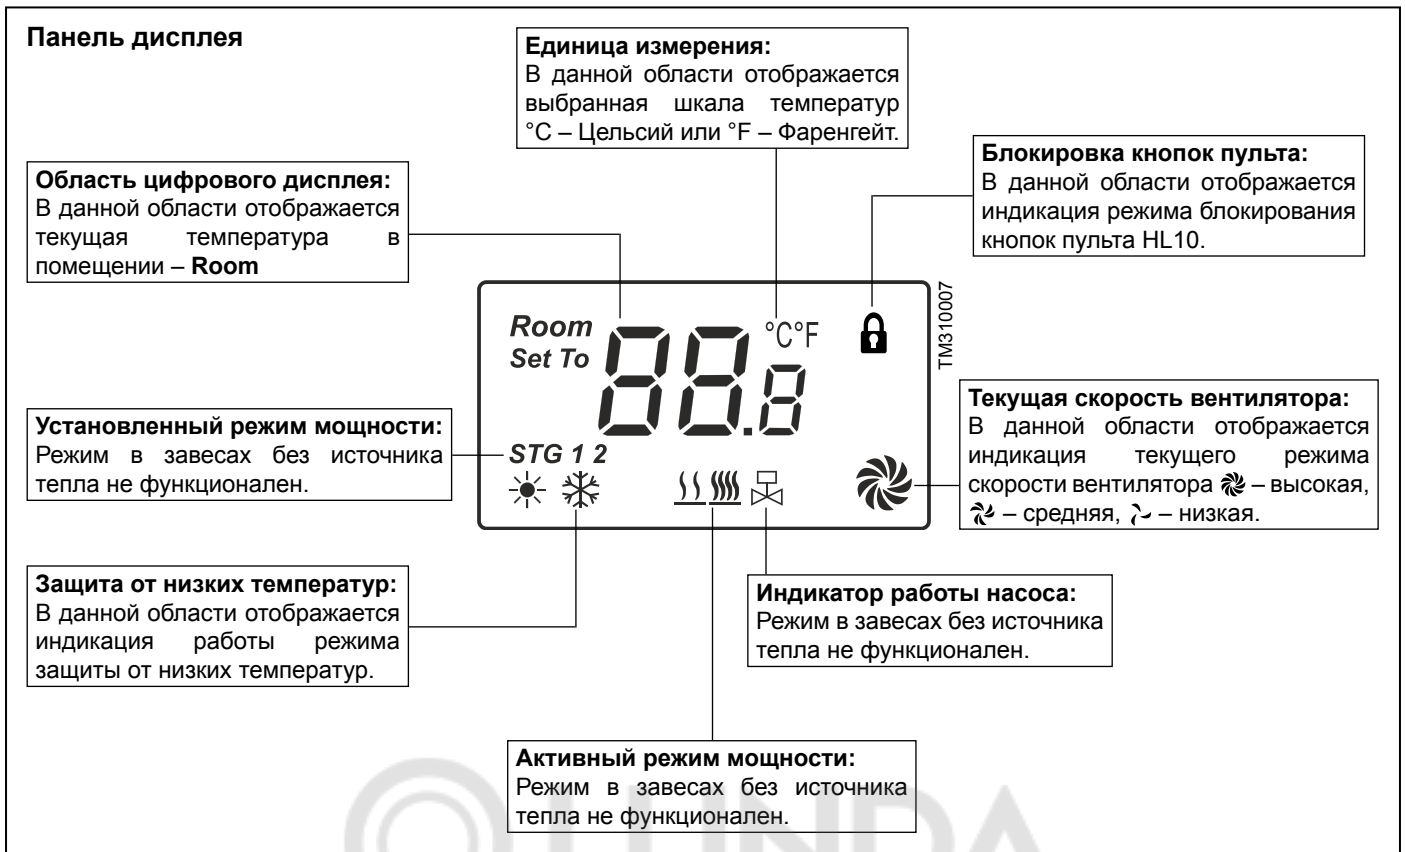 Панель дисплея
Единица измерения:
В данной области отображается
выбранная шкала температур
°C – Цельсий или °F – Фаренгейт.
Блокировка кнопок пульта:
В данной области отображается
индикация режима блокирования
кнопок пульта HL10.
Область цифрового дисплея:
В данной области отображается
текущая температура в
помещении – Room
Room
Set To
88.8
°C°F
TM310007
Установленный режим мощности:
Режим в завесах без источника
тепла не функционален.
STG 1 2
Текущая скорость вентилятора:
В данной области отображается
индикация текущего режима
скорости вентилятора – высокая,
– средняя, – низкая.
Защита от низких температур:
В данной области отображается
индикация работы режима
защиты от низких температур.
Индикатор работы насоса:
Режим в завесах без источника
тепла не функционален.
Активный режим мощности:
Режим в завесах без источника
тепла не функционален.
LUNDA